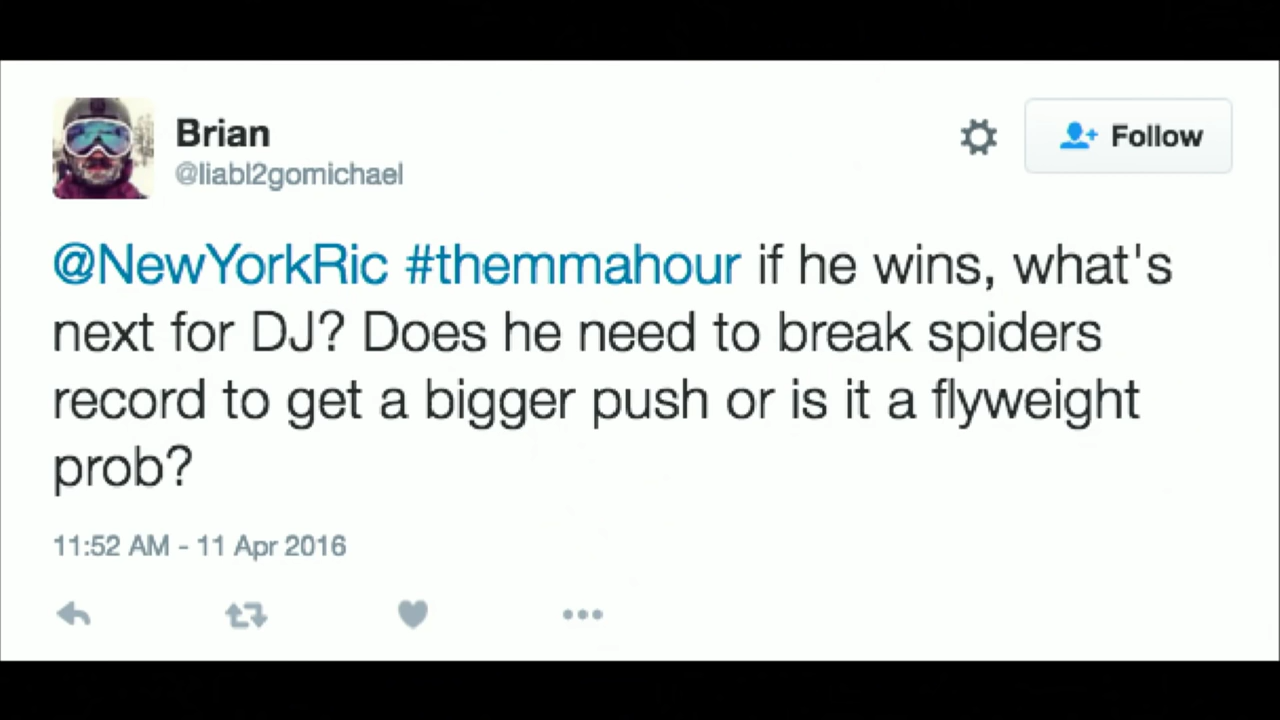 Brian
@liabl2gomichael
Follow
@NewYorkRic #themmahour if he wins, what's
next for DJ? Does he need to break spiders
record to get a bigger push or is it a flyweight
prob?
11:52 AM - 11 Apr 2016